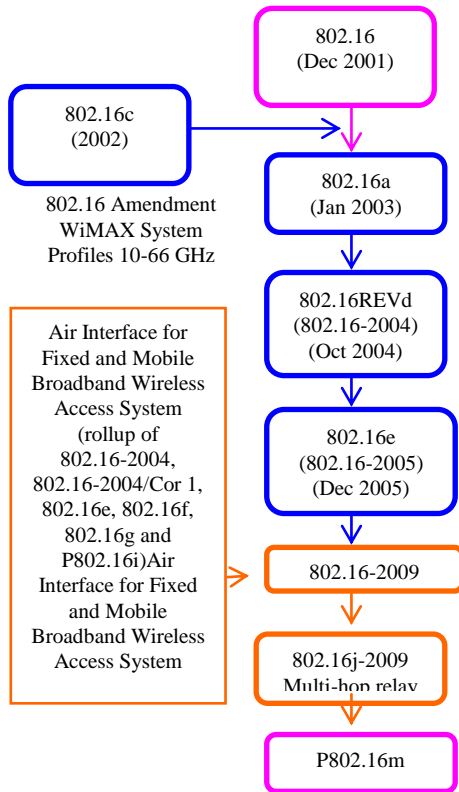 802.16
(Dec 2001)
802.16c
(2002)
802.16 Amendment
WiMAX System
Profiles 10-66 GHz
802.16a
(Jan 2003)
802.16REVd
(802.16-2004)
(Oct 2004)
802.16e
(802.16-2005)
(Dec 2005)
Air Interface for
Fixed and Mobile
Broadband Wireless
Access System
(rollup of
802.16-2004,
802.16-2004/Cor 1,
802.16e, 802.16f,
802.16g and
P802.16i)Air
Interface for Fixed
and Mobile
Broadband Wireless
Access System
802.16-2009
802.16j-2009
Multi-hop relay
P802.16m